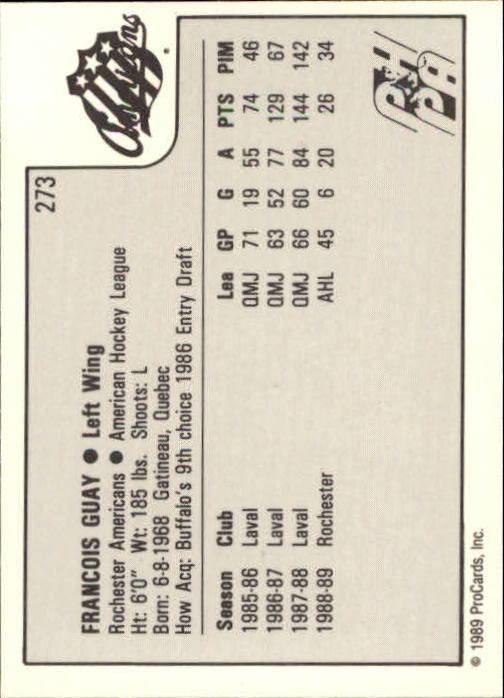 273
Americans
FRANCOIS GUAY ● Left Wing
Rochester Americans ● American Hockey League
Ht: 6'0" Wt: 185 lbs. Shoots: L
Born: 6-8-1968 Gatineau, Quebec
How Acq: Buffalo's 9th choice 1986 Entry Draft
Season Club Lea GP G A PTS PIM
1985-86 Laval QMJ 71 19 55 74 46
1986-87 Laval QMJ 63 52 77 129 67
1987-88 Laval QMJ 66 60 84 144 142
1988-89 Rochester AHL 45 6 20 26 34
PH
PA
© 1989 ProCards, Inc.